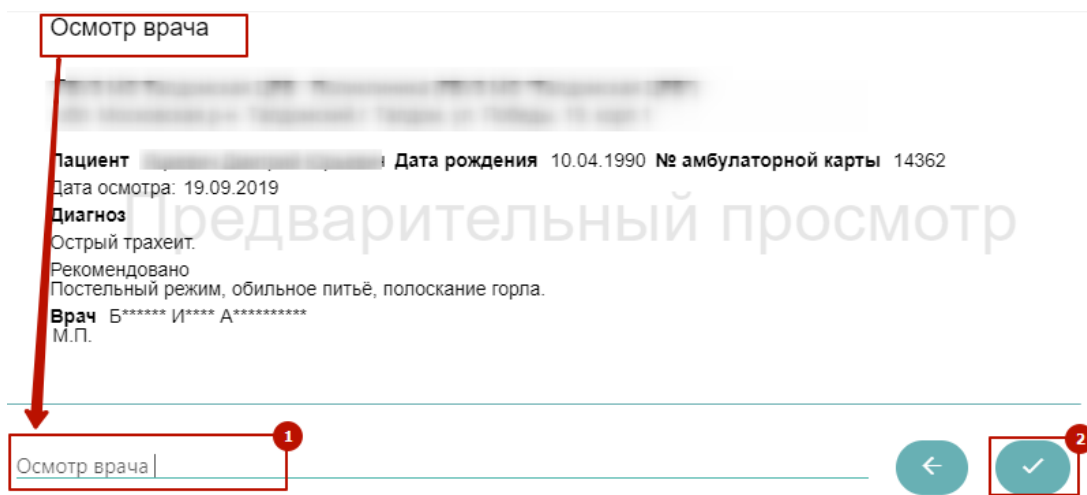 Осмотр врача
Пациент Дата рождения 10.04.1990 № амбулаторной карты 14362
Дата осмотра: 19.09.2019
Диагноз
Предварительный просмотр
Острый трахеит.
Рекомендовано
Постельный режим, обильное питьё, полоскание горла.
Врач Б****** И**** А**********
М.П.
1
2
Осмотр врача